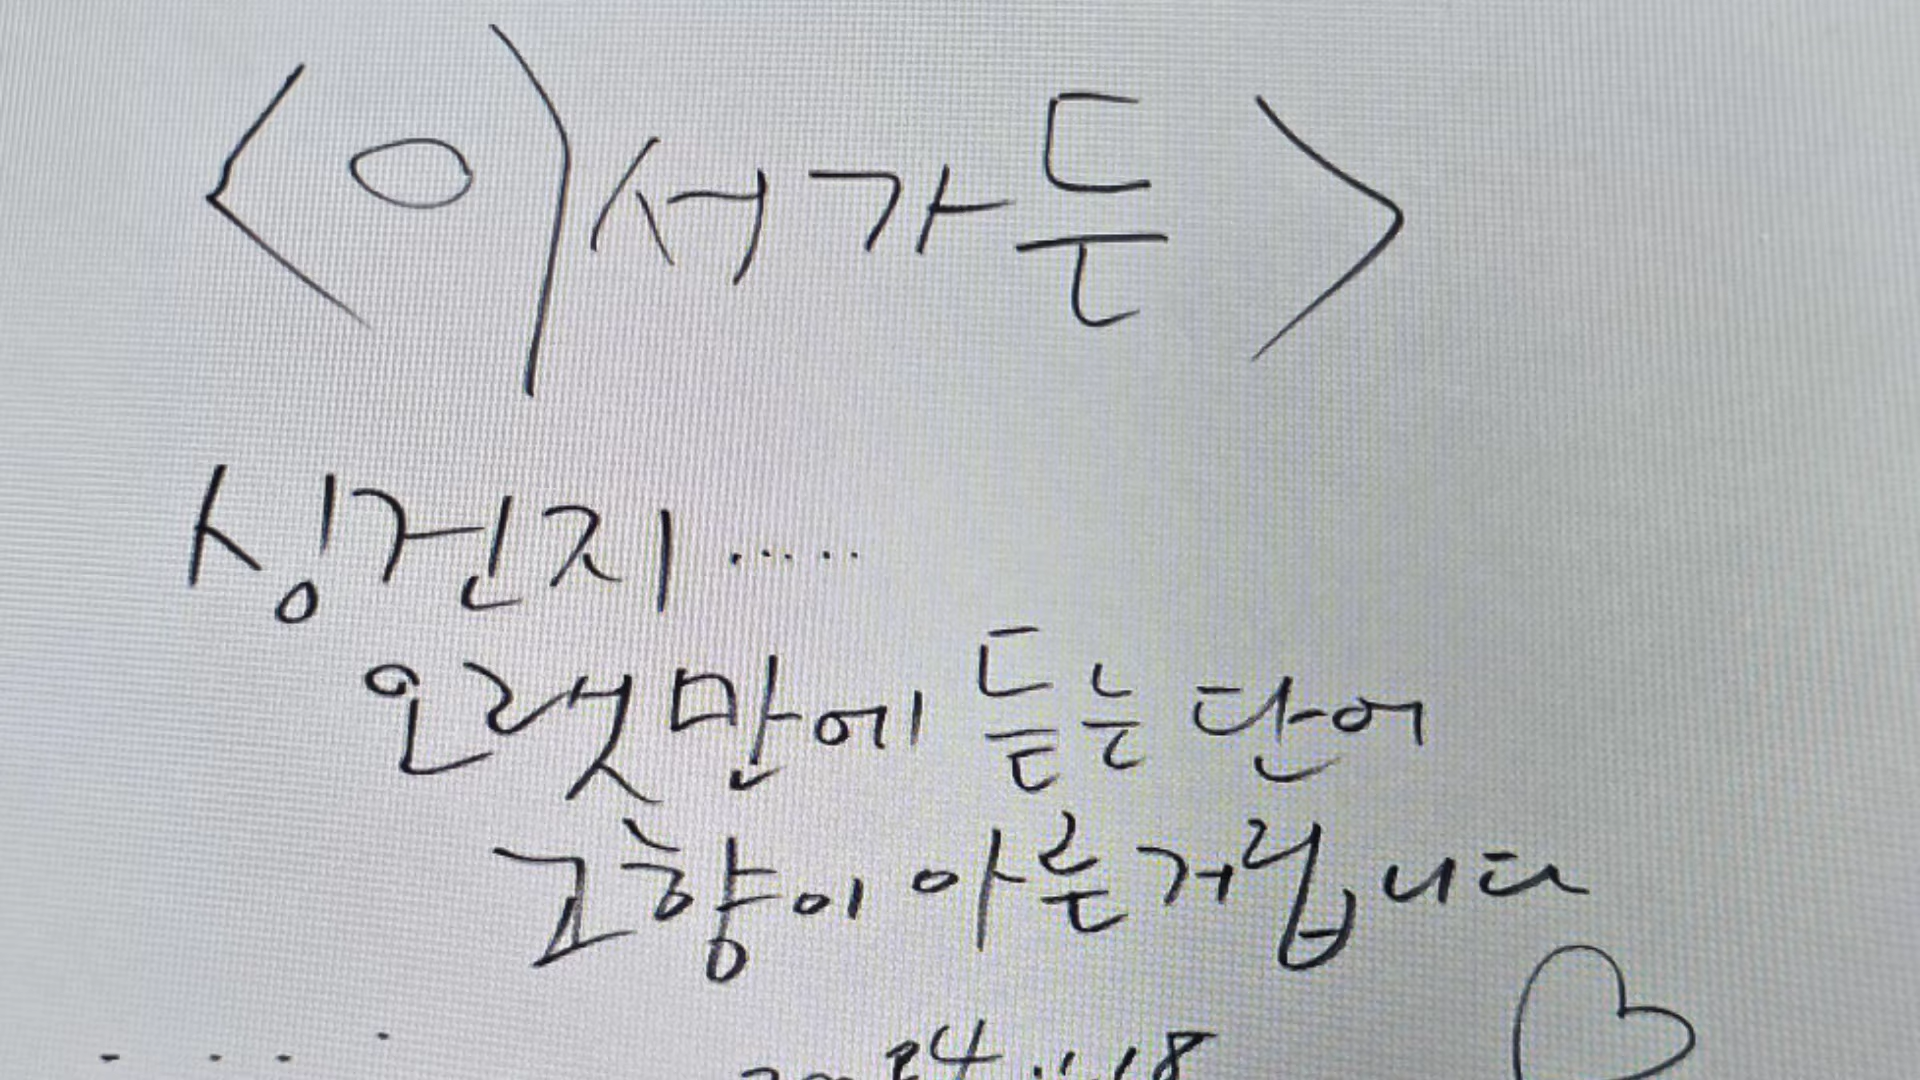 <이서가든>
싱건지·····
오랫만에 듣는 단어
고향이 아른거립니다